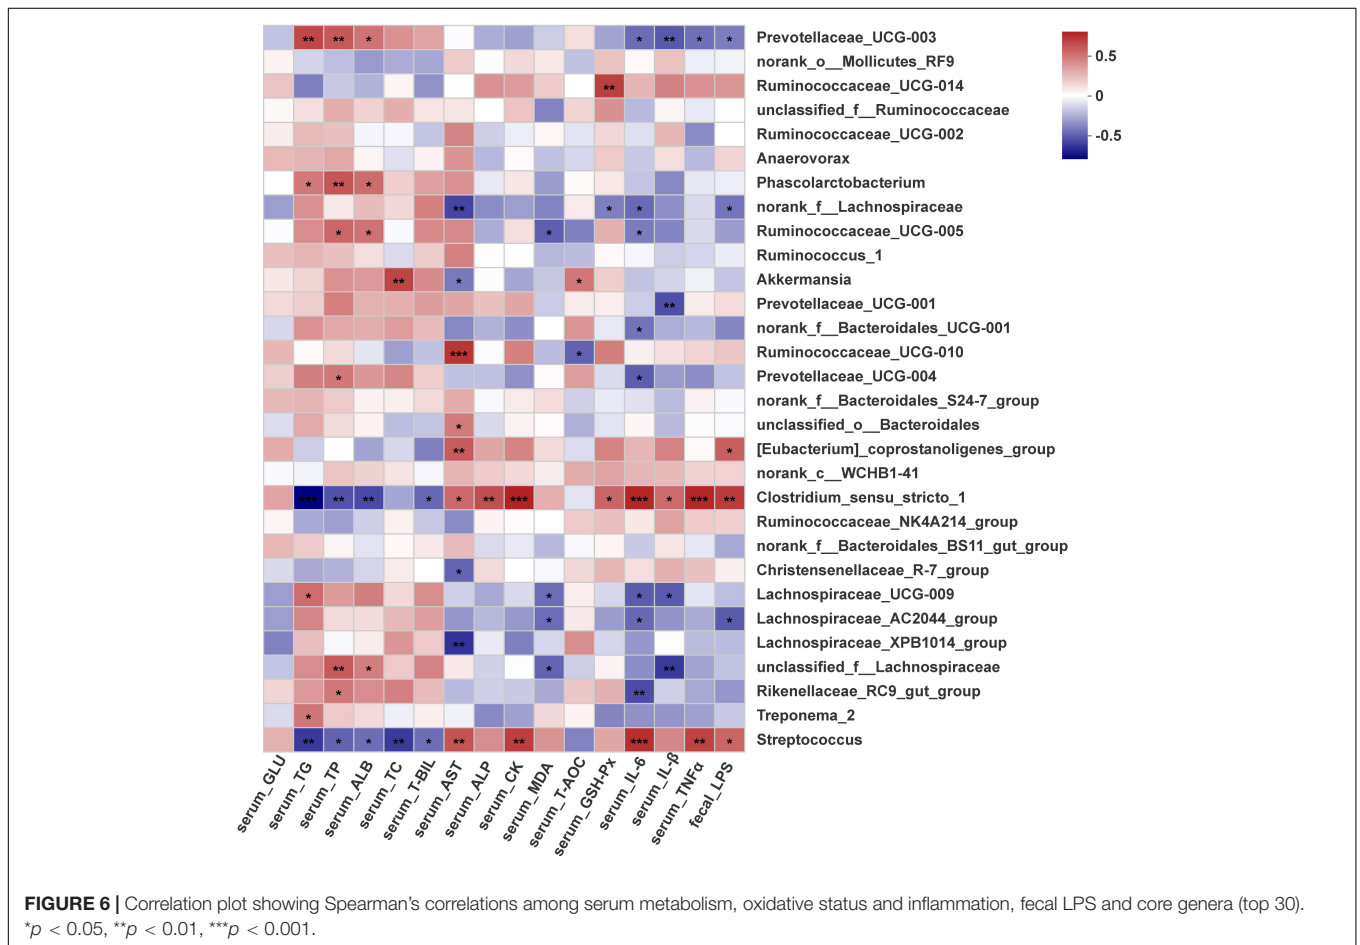 ** ** * * ** * * Prevotellaceae_UCG-003
norank_o__Mollicutes_RF9
** Ruminococcaceae_UCG-014
unclassified_f__Ruminococcaceae
Ruminococcaceae_UCG-002
Anaerovorax
* ** * Phascolarctobacterium
** * * * norank_f__Lachnospiraceae
* * * * Ruminococcaceae_UCG-005
Ruminococcus_1
** * * Akkermansia
** Prevotellaceae_UCG-001
* norank_f__Bacteroidales_UCG-001
*** * Ruminococcaceae_UCG-010
* * Prevotellaceae_UCG-004
norank_f__Bacteroidales_S24-7_group
* unclassified_o__Bacteroidales
** * [Eubacterium]_coprostanoligenes_group
norank_c__WCHB1-41
*** ** ** * * ** *** * *** * *** ** Clostridium_sensu_stricto_1
Ruminococcaceae_NK4A214_group
norank_f__Bacteroidales_BS11_gut_group
* Christensenellaceae_R-7_group
* * * * Lachnospiraceae_UCG-009
* * * Lachnospiraceae_AC2044_group
** Lachnospiraceae_XPB1014_group
** * * ** unclassified_f__Lachnospiraceae
* ** Rikenellaceae_RC9_gut_group
* Treponema_2
** * * ** * ** ** *** ** * Streptococcus
0.5
0
-0.5
serum_GLU
serum_TG
serum_TP
serum_ALB
serum_TC
serum_T-BIL
serum_AST
serum_ALP
serum_CK
serum_MDA
serum_T-AOC
serum_GSH-Px
serum_IL-6
serum_IL-β
serum_TNFα
fecal_LPS
FIGURE 6 | Correlation plot showing Spearman's correlations among serum metabolism, oxidative status and inflammation, fecal LPS and core genera (top 30).
*p < 0.05, **p < 0.01, ***p < 0.001.